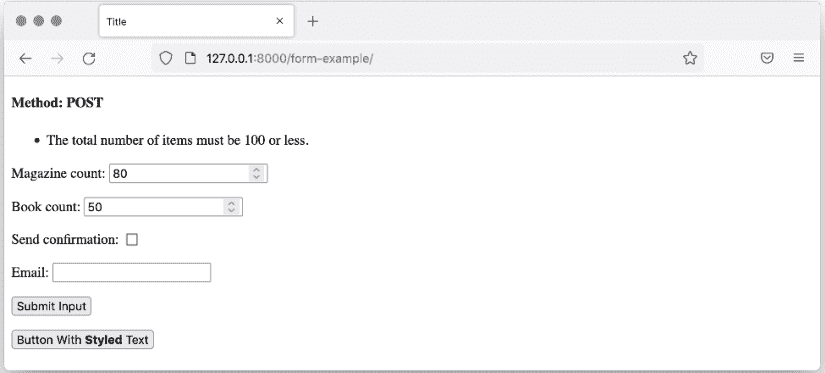 Title
127.0.0.1:8000/form-example/
Method: POST
The total number of items must be 100 or less.
Magazine count: 80
Book count: 50
Send confirmation:
Email:
Submit Input
Button With Styled Text